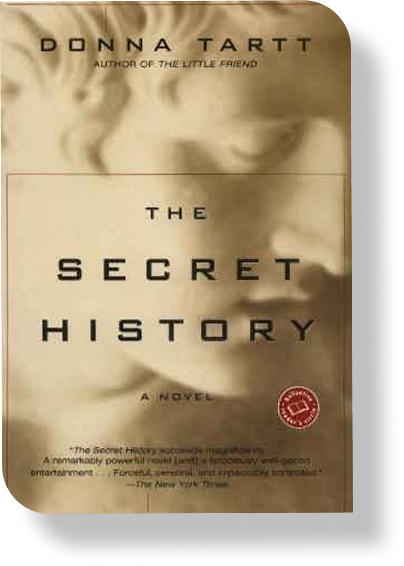 DONNA TARTT
AUTHOR OF THE LITTLE FRIEND
THE
SECRET
HISTORY
A NOVEL
"The Secret History succeeds magnificently . . .
A remarkably powerful novel [and] a ferociously well-paced
entertainment . . . Forceful, cerebral, and impeccably controlled."
—The New York Times